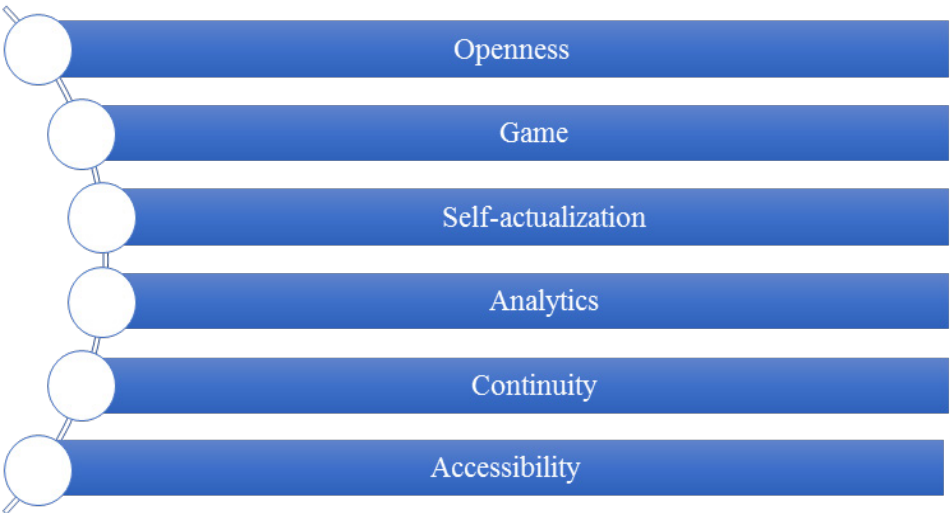 Openness
Game
Self-actualization
Analytics
Continuity
Accessibility